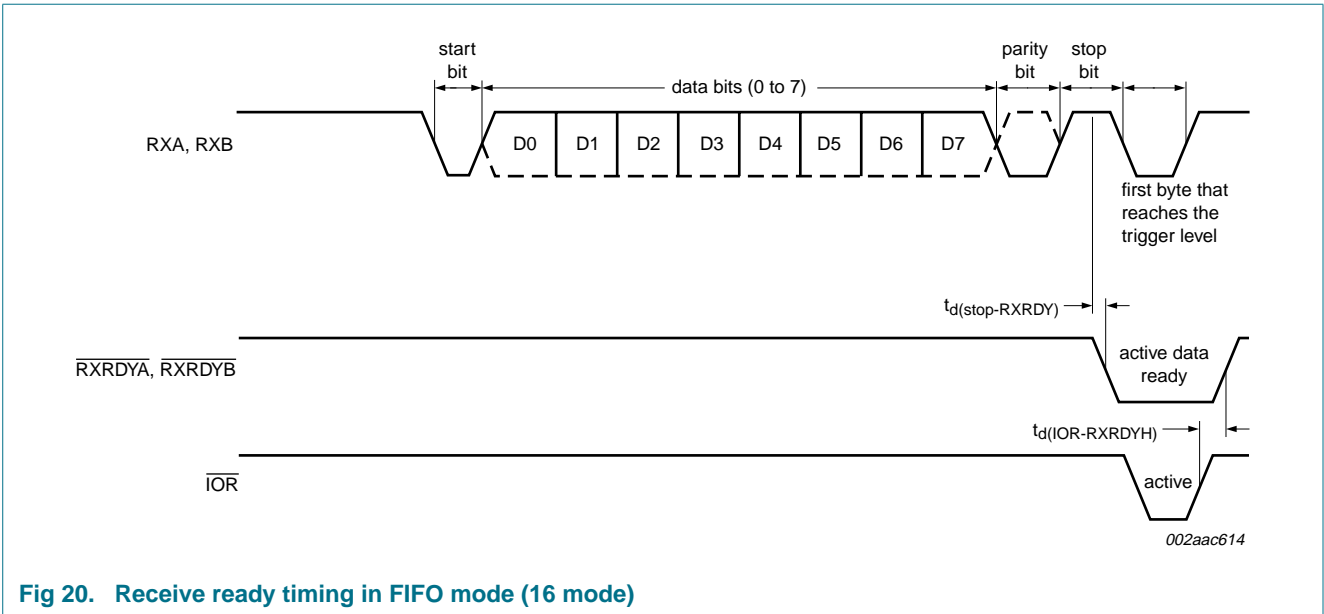 start
bit
data bits (0 to 7)
parity
bit
stop
bit
RXA, RXB
D0 D1 D2 D3 D4 D5 D6 D7
first byte that
reaches the
trigger level
td(stop-RXRDY)
RXRDYA, RXRDYB
active data
ready
td(IOR-RXRDYH)
IOR
active
002aac614
Fig 20. Receive ready timing in FIFO mode (16 mode)